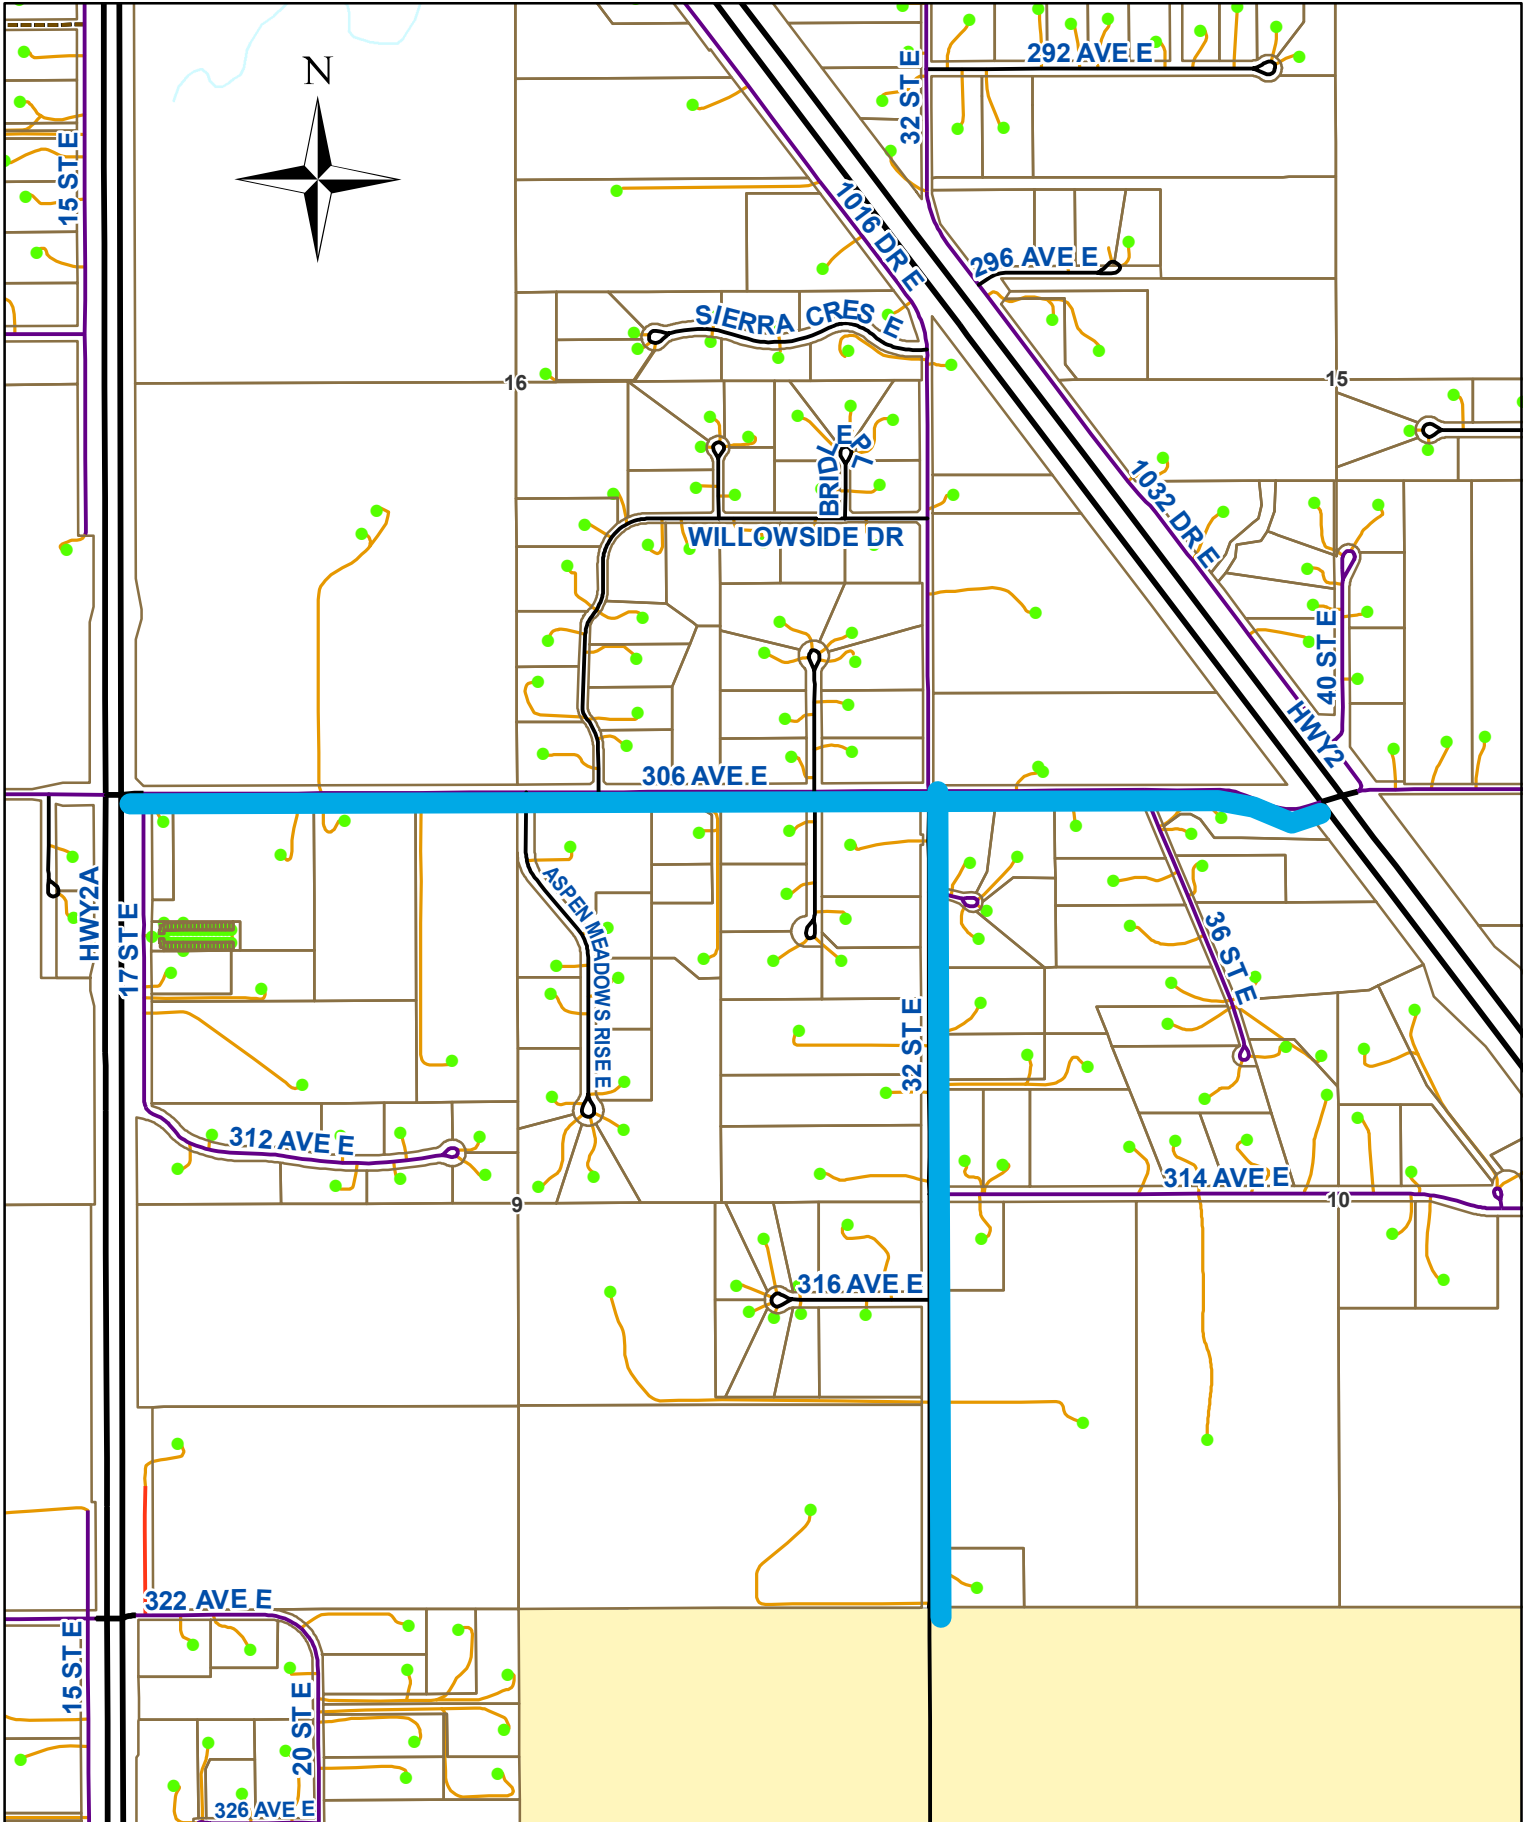 292 AVE E
N
32 ST E
15 ST E
1016 DR E
296 AVE E
SIERRA CRES E
16
15
BRIDLE PL
1032 DR E
WILLOWSIDE DR
40 ST E
HWY2
306 AVE E
HWY2A
17 ST E
ASPEN MEADOWS RISE E
36 ST E
32 ST E
312 AVE E
314 AVE E
9
10
316 AVE E
322 AVE E
15 ST E
20 ST E
326 AVE E